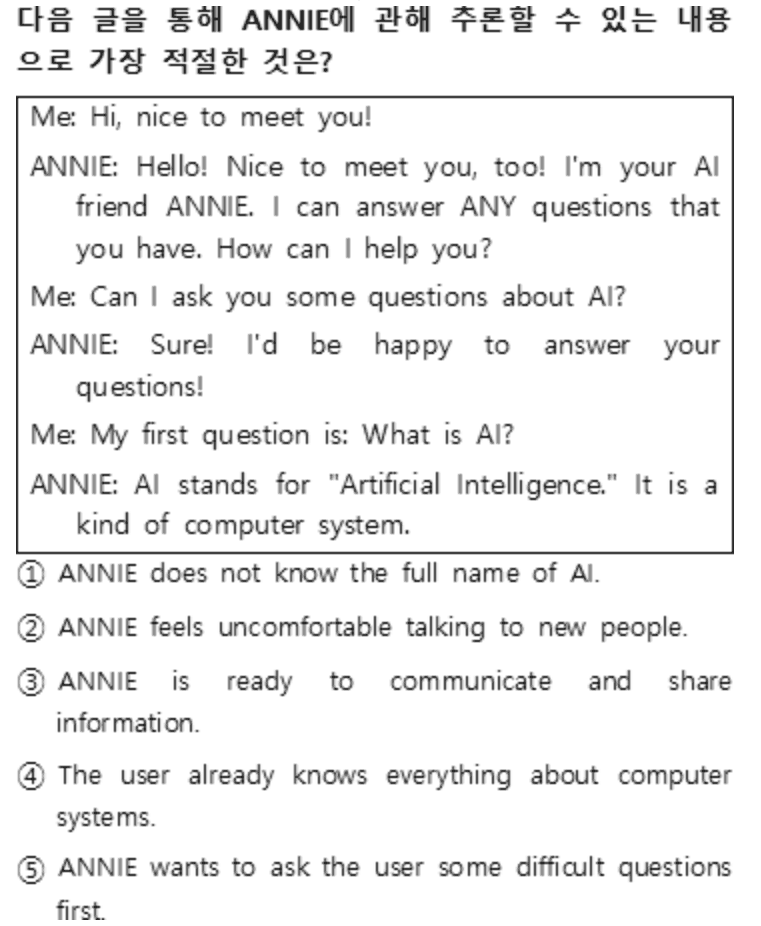 다음 글을 통해 ANNIE에 관해 추론할 수 있는 내용
으로 가장 적절한 것은?
Me: Hi, nice to meet you!
ANNIE: Hello! Nice to meet you, too! I'm your AI
friend ANNIE. I can answer ANY questions that
you have. How can I help you?
Me: Can I ask you some questions about AI?
ANNIE: Sure! I'd be happy to answer your
questions!
Me: My first question is: What is AI?
ANNIE: AI stands for "Artificial Intelligence." It is a
kind of computer system.
① ANNIE does not know the full name of AI.
② ANNIE feels uncomfortable talking to new people.
③ ANNIE is ready to communicate and share
information.
④ The user already knows everything about computer
systems.
⑤ ANNIE wants to ask the user some difficult questions
first.